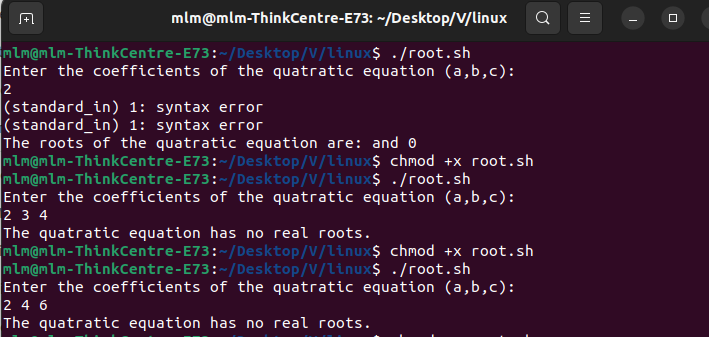 mlm@mlm-ThinkCentre-E73: ~/Desktop/V/linux
mlm@mlm-ThinkCentre-E73:~/Desktop/V/linux$ ./root.sh
Enter the coefficients of the quatratic equation (a,b,c):
2
(standard_in) 1: syntax error
(standard_in) 1: syntax error
The roots of the quatratic equation are: and 0
mlm@mlm-ThinkCentre-E73:~/Desktop/V/linux$ chmod +x root.sh
mlm@mlm-ThinkCentre-E73:~/Desktop/V/linux$ ./root.sh
Enter the coefficients of the quatratic equation (a,b,c):
2 3 4
The quatratic equation has no real roots.
mlm@mlm-ThinkCentre-E73:~/Desktop/V/linux$ chmod +x root.sh
mlm@mlm-ThinkCentre-E73:~/Desktop/V/linux$ ./root.sh
Enter the coefficients of the quatratic equation (a,b,c):
2 4 6
The quatratic equation has no real roots.